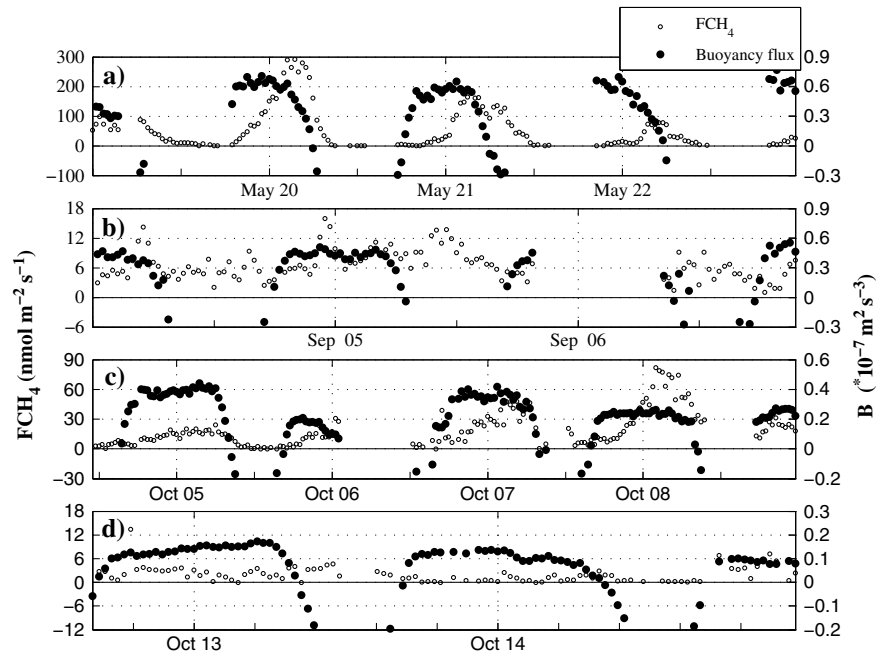 FCH4
Buoyancy flux
a)
300
200
100
0
−100
0.9
0.6
0.3
0
−0.3
May 20
May 21
May 22
b)
18
12
6
0
−6
0.9
0.6
0.3
0
−0.3
Sep 05
Sep 06
c)
90
60
30
0
−30
0.6
0.4
0.2
0
−0.2
Oct 05
Oct 06
Oct 07
Oct 08
d)
18
12
6
0
−6
−12
0.3
0.2
0.1
0
−0.1
−0.2
Oct 13
Oct 14
FCH4 (nmol m−2 s−1)
B (*10−7 m2 s−3)